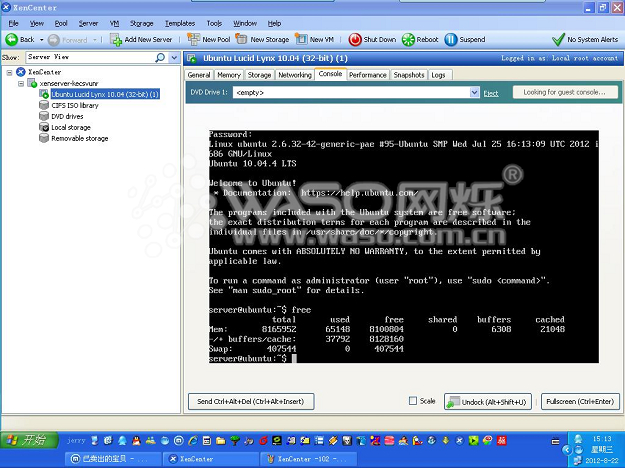 XenCenter
File View Pool Server VM Storage Templates Tools Window Help
Back Forward Add New Server New Pool New Storage New VM Shut Down Reboot Suspend No System Alerts
Show: Server View
Ubuntu Lucid Lynx 10.04 (32-bit) (1) Logged in as: Local root account
XenCenter
xenserver-kecsvunr
Ubuntu Lucid Lynx 10.04 (32-bit) (1)
CIFS ISO library
DVD drives
Local storage
Removable storage
General Memory Storage Networking Console Performance Snapshots Logs
DVD Drive 1: <empty> Eject Looking for guest console...
Password:
Linux ubuntu 2.6.32-42-generic-pae #95-Ubuntu SMP Wed Jul 25 16:13:09 UTC 2012 i
686 GNU/Linux
Ubuntu 10.04.4 LTS
Welcome to Ubuntu!
* Documentation: https://help.ubuntu.com/
The programs included with the Ubuntu system are free software;
the exact distribution terms for each program are described in the
individual files in /usr/share/doc/*/copyright.
Ubuntu comes with ABSOLUTELY NO WARRANTY, to the extent permitted by
applicable law.
To run a command as administrator (user "root"), use "sudo <command>".
See "man sudo_root" for details.
server@ubuntu:~$ free
total used free shared buffers cached
Mem: 8165952 65148 8100804 0 6308 21048
-/+ buffers/cache: 37792 8128160
Swap: 407544 0 407544
server@ubuntu:~$
WASO 网烁®
www.waso.com.cn
Send Ctrl+Alt+Del (Ctrl+Alt+Insert) Scale Undock (Alt+Shift+U) Fullscreen (Ctrl+Enter)
开始 jerry 15:13
星期三
2012-8-22
已卖出的宝贝 - ... XenCenter XenCenter -102 - ...